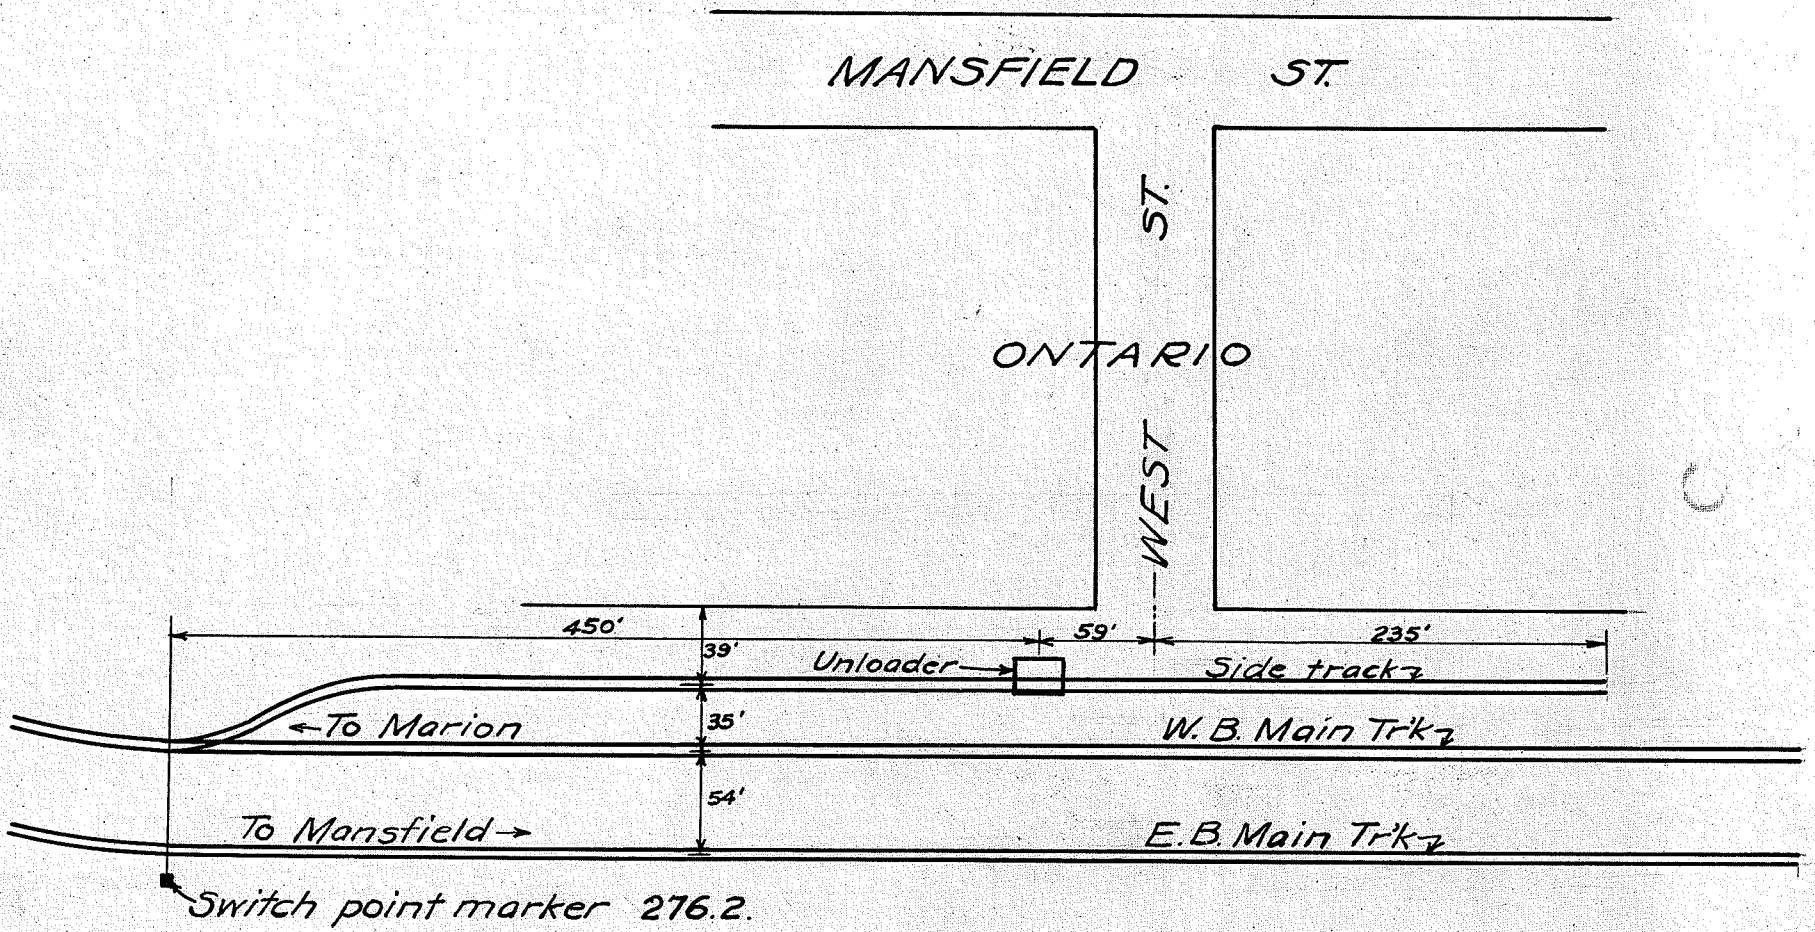 MANSFIELD ST.
WEST ST.
ONTARIO
450'
59'
235'
39'
Unloader
Side track
35'
To Marion
W. B. Main Tr'k
54'
To Mansfield
E. B. Main Tr'k
Switch point marker 276.2.